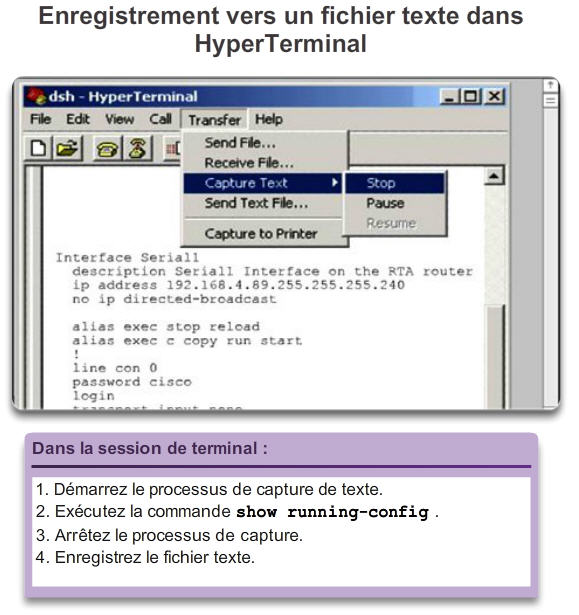 Enregistrement vers un fichier texte dans
HyperTerminal
dsh - HyperTerminal
File Edit View Call Transfer Help
Send File...
Receive File...
Capture Text
Send Text File...
Capture to Printer
Stop
Pause
Resume
Interface Serial1
description Serial1 Interface on the RTA router
ip address 192.168.4.89.255.255.255.240
no ip directed-broadcast
alias exec stop reload
alias exec c copy run start
!
line con 0
password cisco
login
transport input none
Dans la session de terminal :
1. Démarrez le processus de capture de texte.
2. Exécutez la commande show running-config .
3. Arrêtez le processus de capture.
4. Enregistrez le fichier texte.